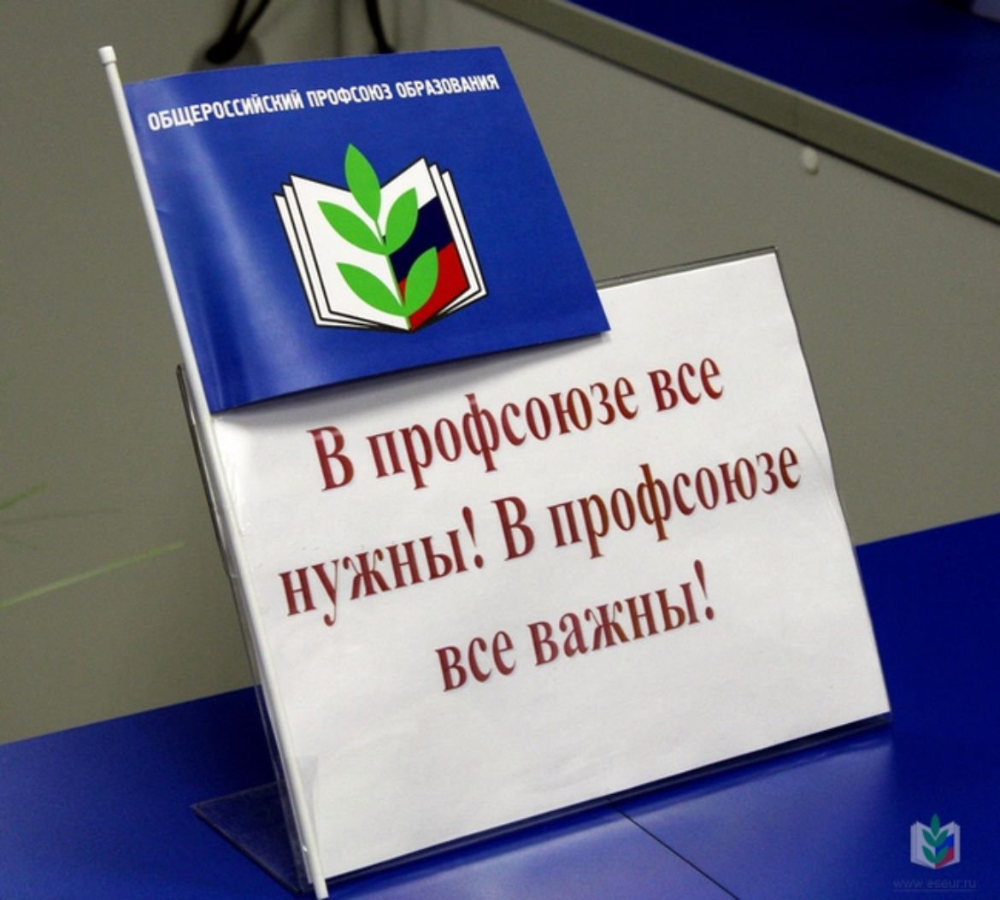 ОБЩЕРОССИЙСКИЙ ПРОФСОЮЗ ОБРАЗОВАНИЯ
В профсоюзе все
нужны! В профсоюзе
все важны!
www.eseur.ru